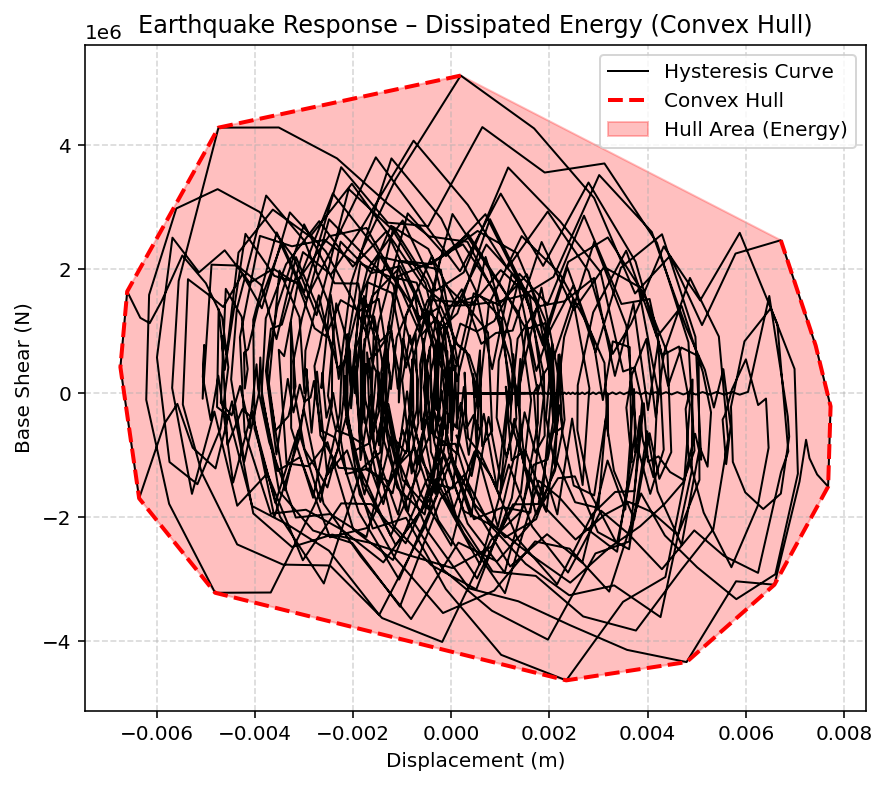 Earthquake Response – Dissipated Energy (Convex Hull)
1e6
Hysteresis Curve
Convex Hull
Hull Area (Energy)
4
2
0
−2
−4
Base Shear (N)
−0.006 −0.004 −0.002 0.000 0.002 0.004 0.006 0.008
Displacement (m)